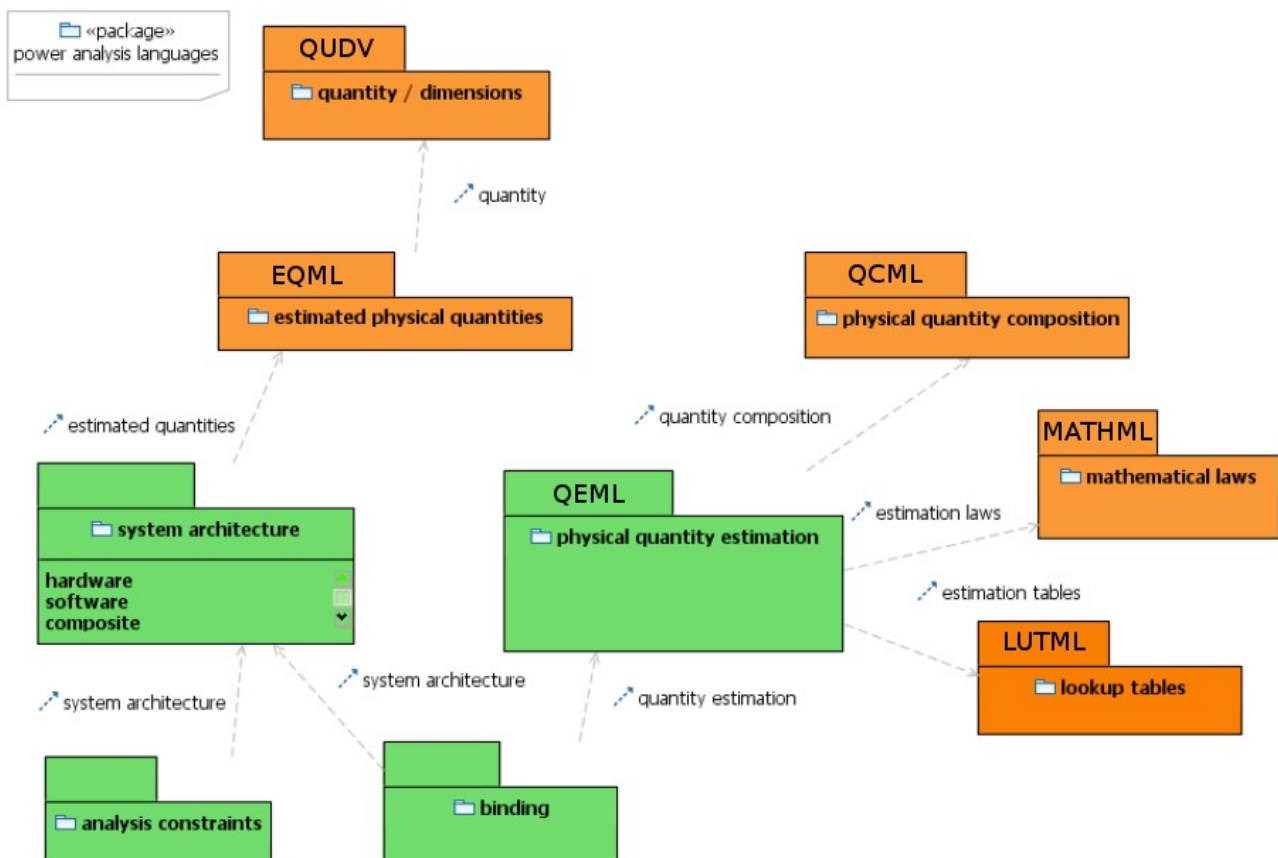 «package»
power analysis languages
QUDV
quantity / dimensions
quantity
EQML
estimated physical quantities
QCML
physical quantity composition
estimated quantities
quantity composition
MATHML
mathematical laws
system architecture
hardware
software
composite
QEML
physical quantity estimation
estimation laws
estimation tables
LUTML
lookup tables
system architecture
system architecture
quantity estimation
analysis constraints
binding